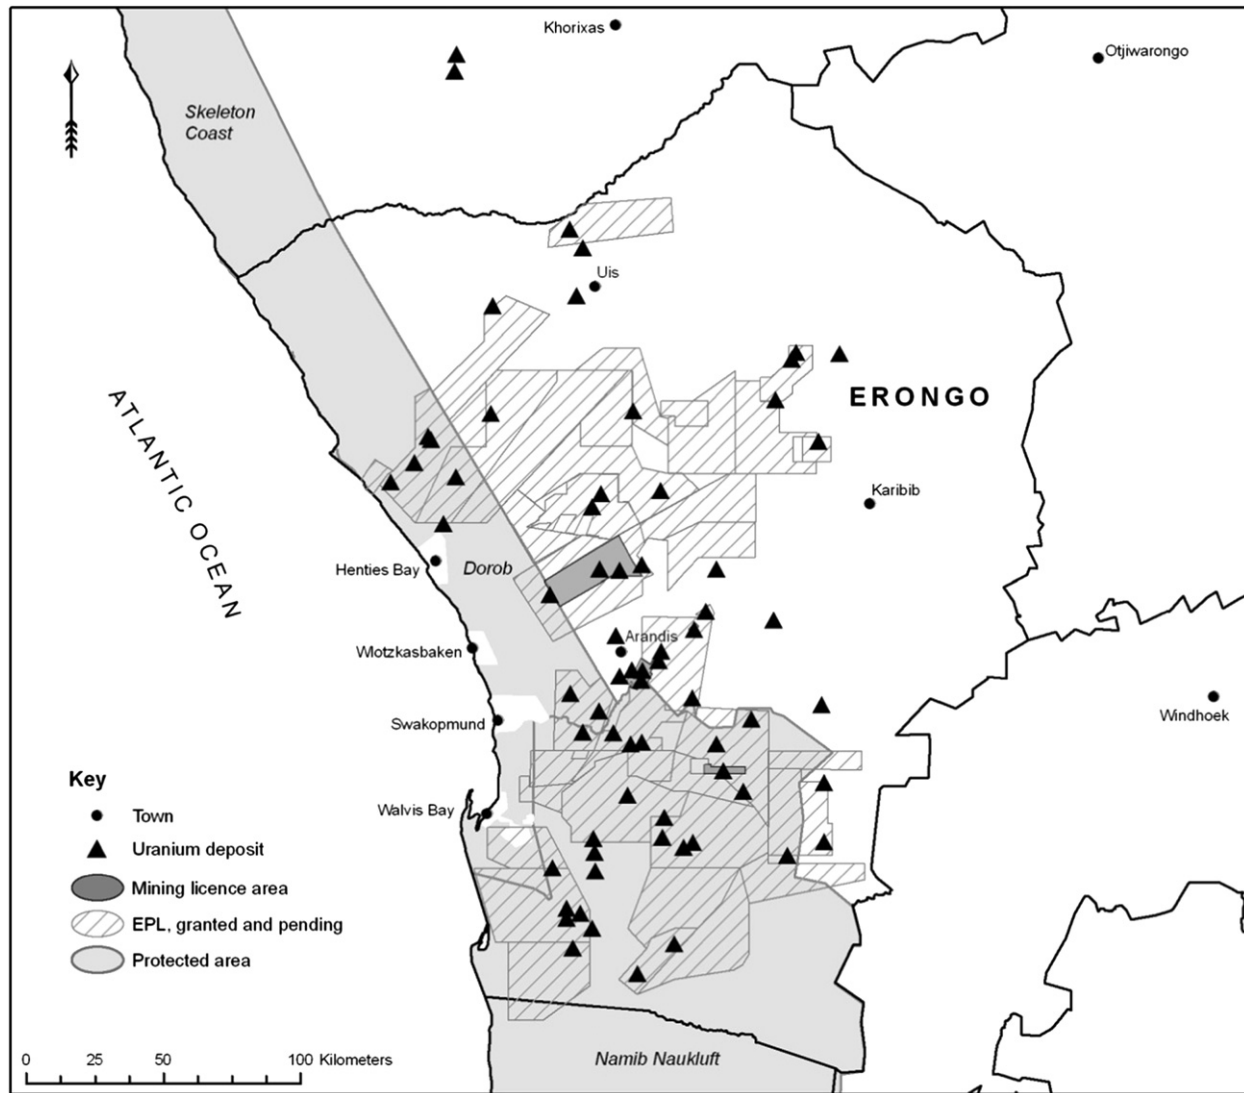 Khorixas
Otjiwarongo
Skeleton
Coast
Uis
ERONGO
ATLANTIC OCEAN
Karibib
Henties Bay
Dorob
Arandis
Wlotzkasbaken
Swakopmund
Windhoek
Walvis Bay
Key
Town
Uranium deposit
Mining licence area
EPL, granted and pending
Protected area
0 25 50 100 Kilometers
Namib Naukluft